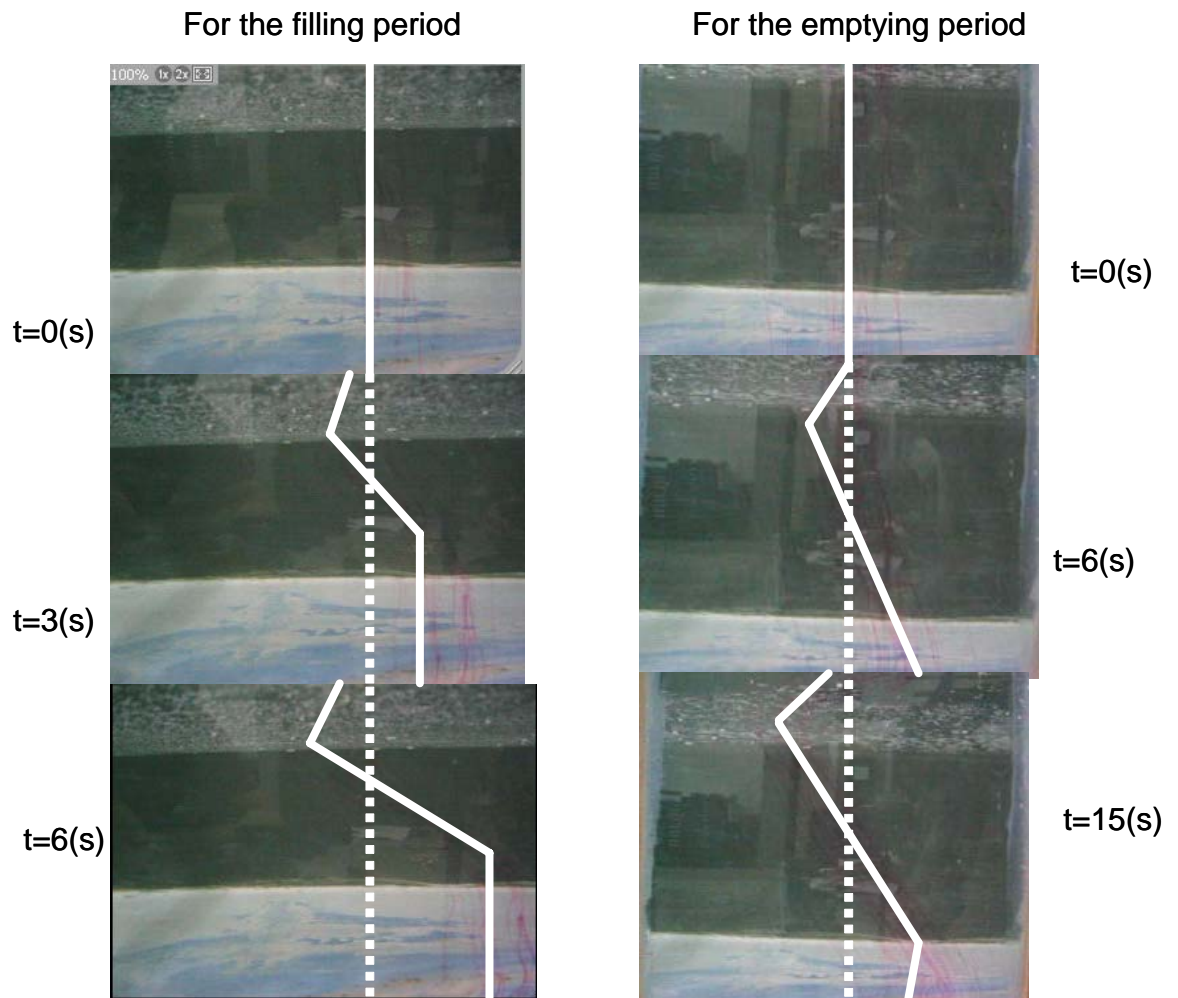 For the filling period
For the emptying period
100% 1x 2x
t=0(s)
t=0(s)
t=3(s)
t=6(s)
t=6(s)
t=15(s)